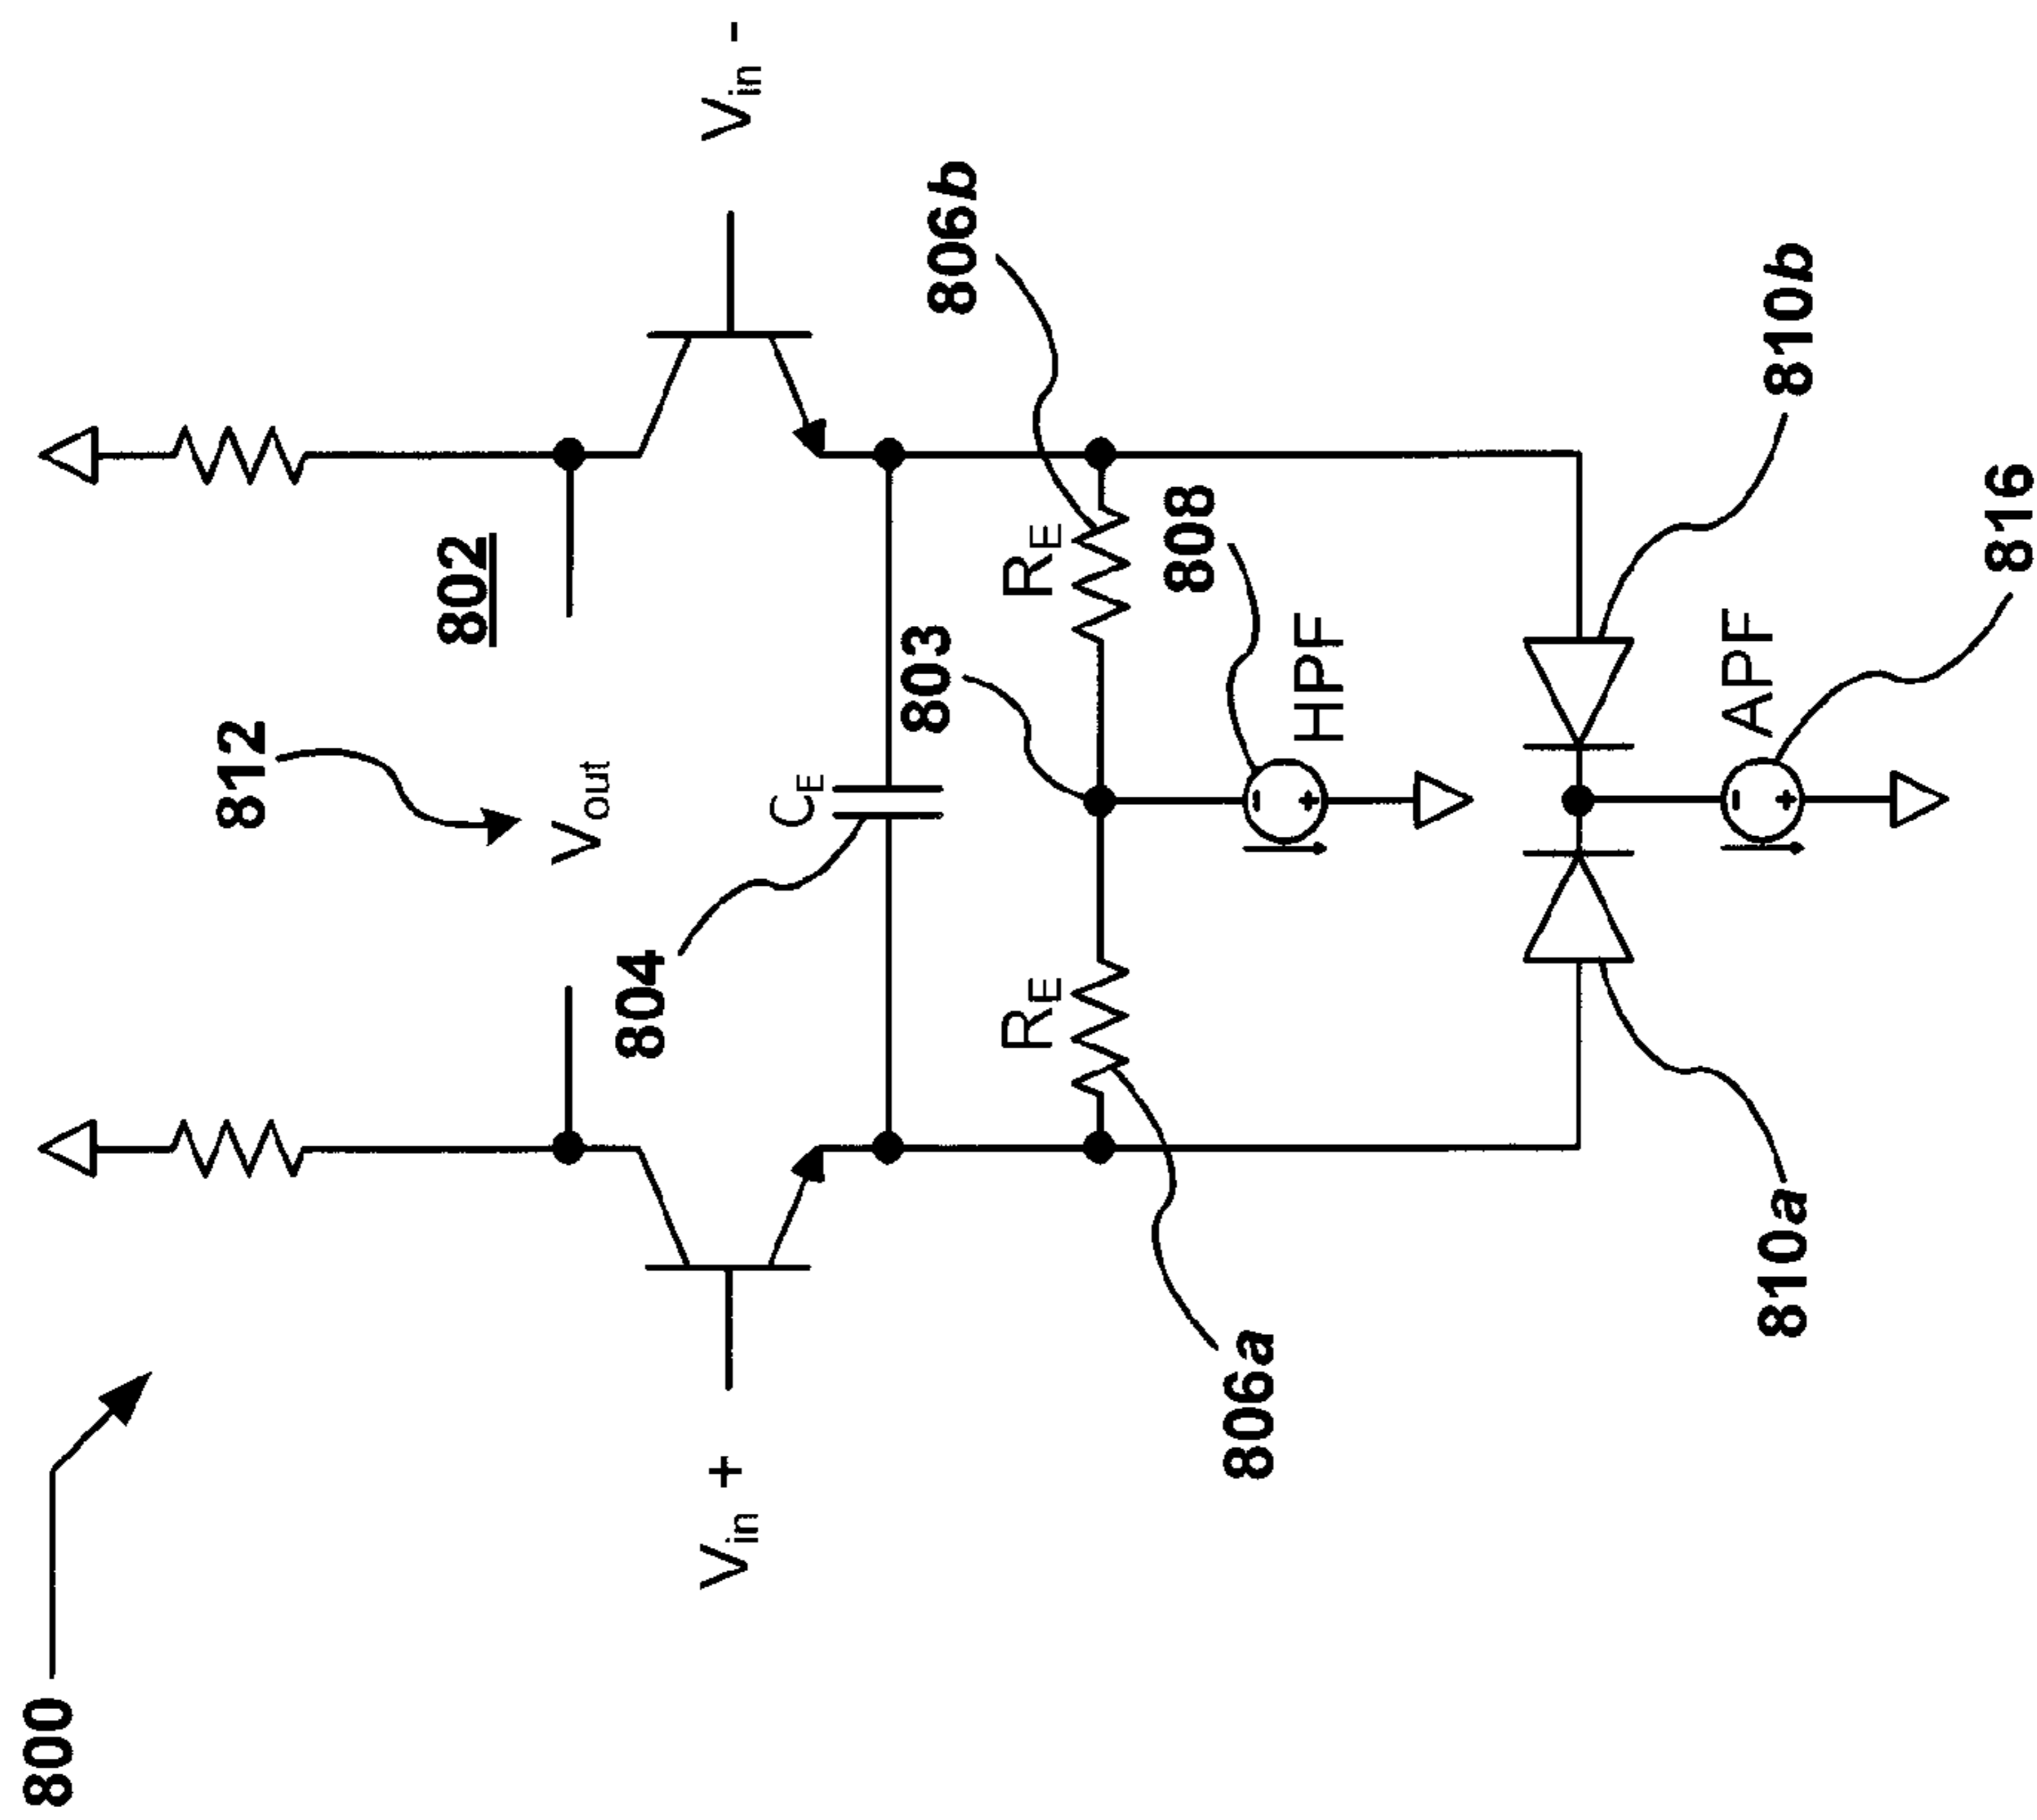 800
812
802
V_out
V_in +
V_in -
804
C_E
803
806b
R_E
R_E
806a
808
HPF
810a
810b
APF
816